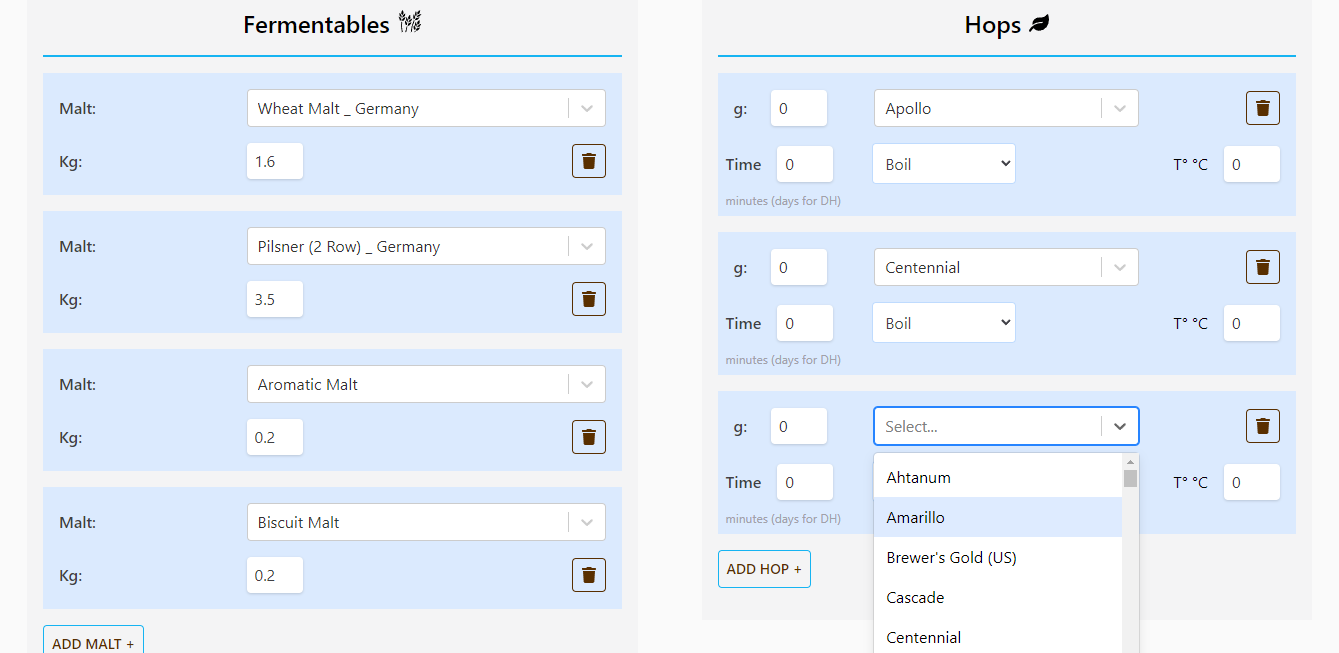 Fermentables
Malt: Wheat Malt _ Germany
Kg: 1.6
Malt: Pilsner (2 Row) _ Germany
Kg: 3.5
Malt: Aromatic Malt
Kg: 0.2
Malt: Biscuit Malt
Kg: 0.2
ADD MALT +
Hops
g: 0 Apollo
Time 0 Boil T° °C 0
minutes (days for DH)
g: 0 Centennial
Time 0 Boil T° °C 0
minutes (days for DH)
g: 0 Select...
Time 0 T° °C 0
minutes (days for DH)
Ahtanum
Amarillo
Brewer's Gold (US)
Cascade
Centennial
ADD HOP +